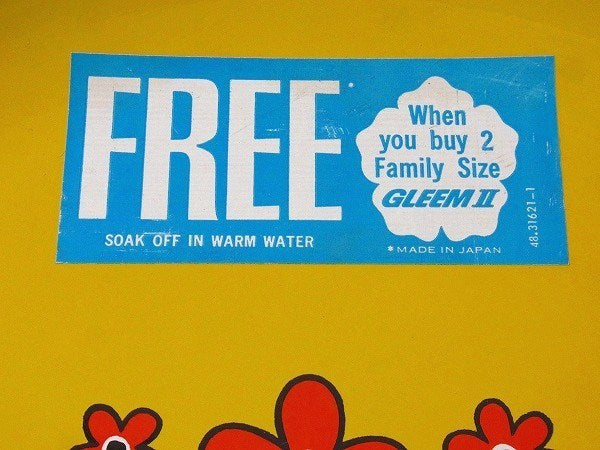 FREE*
When
you buy 2
Family Size
GLEEM II
SOAK OFF IN WARM WATER
*MADE IN JAPAN
48.31621-1